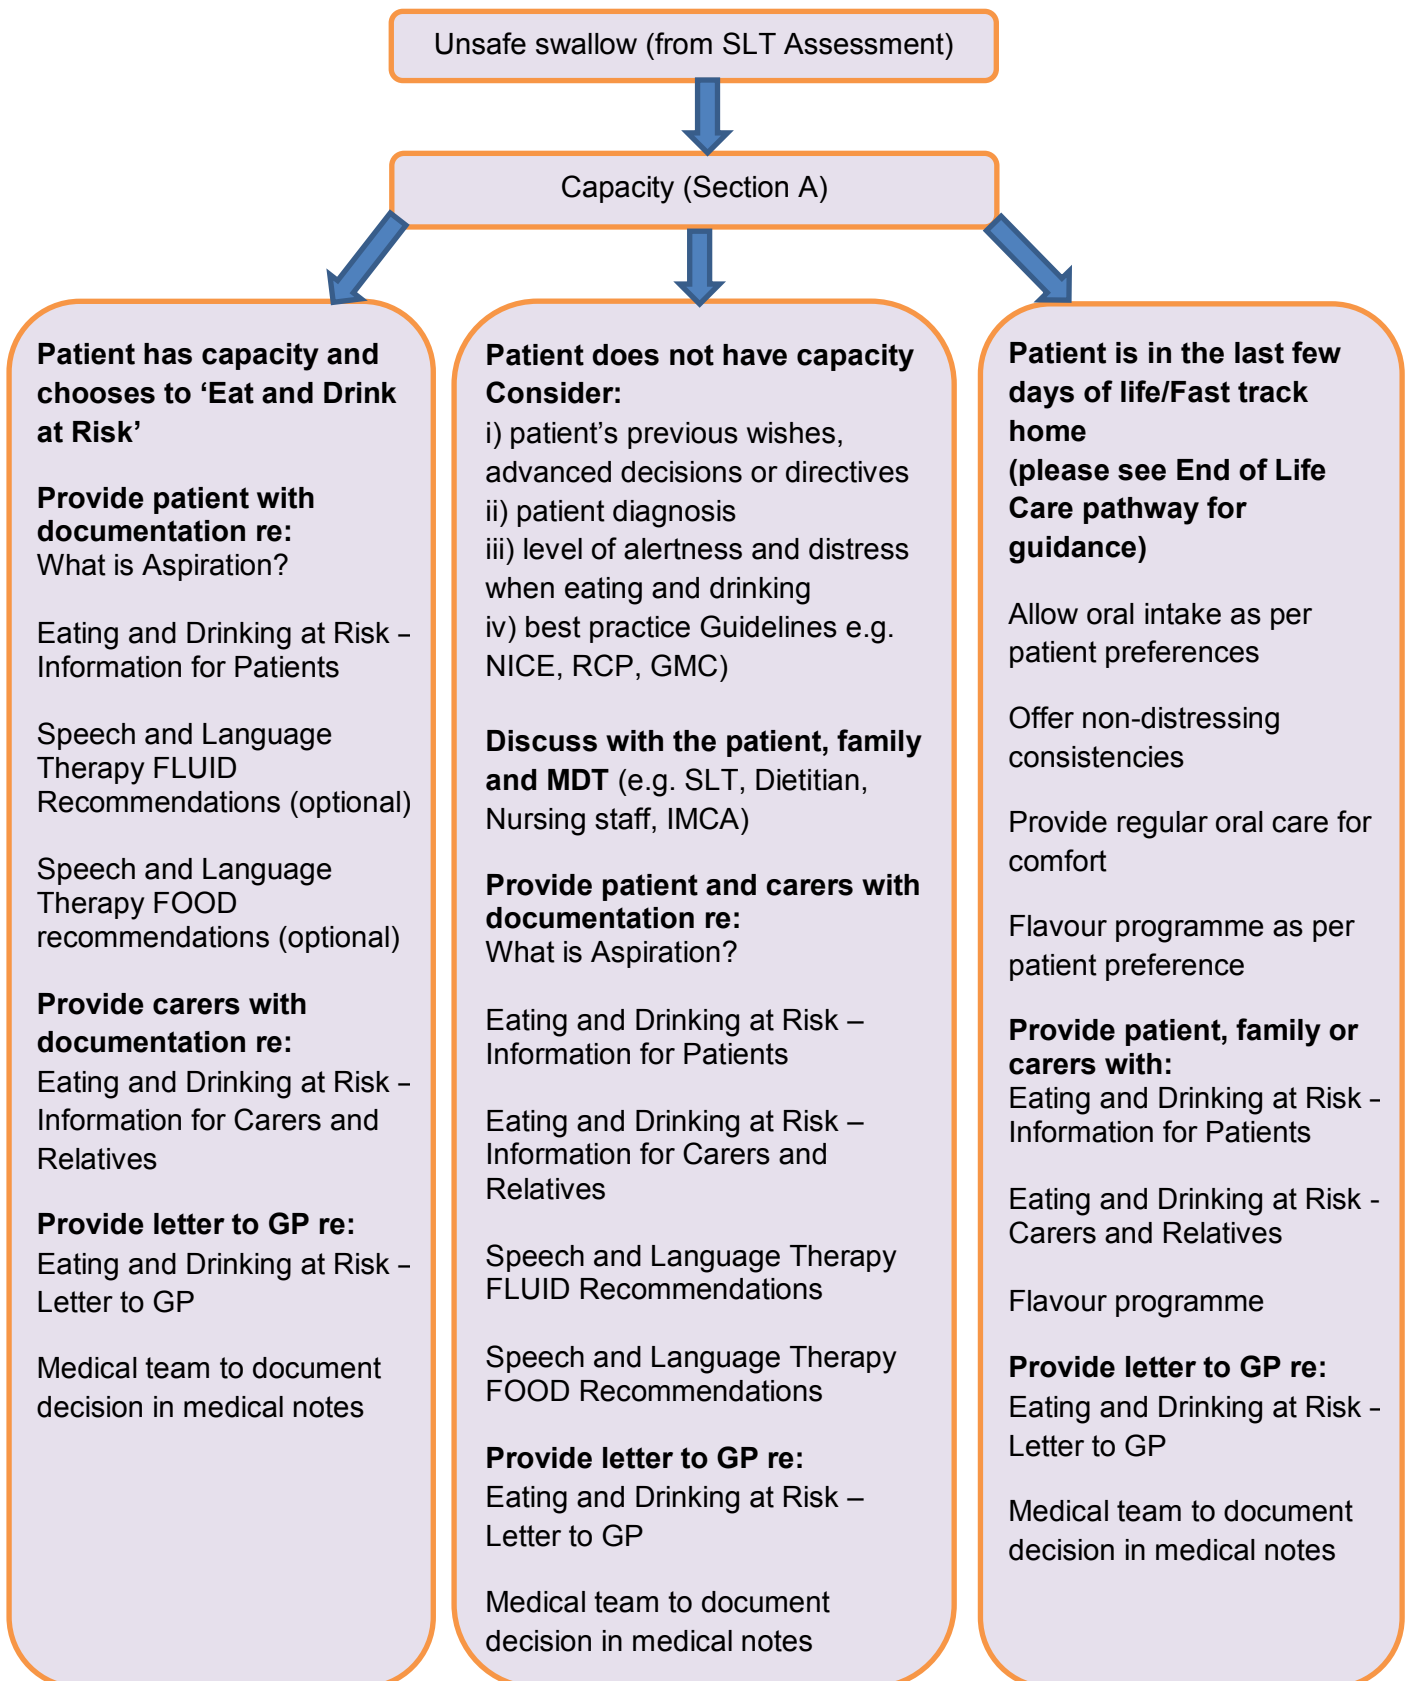 Unsafe swallow (from SLT Assessment)
Capacity (Section A)
Patient has capacity and
chooses to ‘Eat and Drink
at Risk’
Provide patient with
documentation re:
What is Aspiration?
Eating and Drinking at Risk –
Information for Patients
Speech and Language
Therapy FLUID
Recommendations (optional)
Speech and Language
Therapy FOOD
recommendations (optional)
Provide carers with
documentation re:
Eating and Drinking at Risk –
Information for Carers and
Relatives
Provide letter to GP re:
Eating and Drinking at Risk –
Letter to GP
Medical team to document
decision in medical notes
Patient does not have capacity
Consider:
i) patient’s previous wishes,
advanced decisions or directives
ii) patient diagnosis
iii) level of alertness and distress
when eating and drinking
iv) best practice Guidelines e.g.
NICE, RCP, GMC)
Discuss with the patient, family
and MDT (e.g. SLT, Dietitian,
Nursing staff, IMCA)
Provide patient and carers with
documentation re:
What is Aspiration?
Eating and Drinking at Risk –
Information for Patients
Eating and Drinking at Risk –
Information for Carers and
Relatives
Speech and Language Therapy
FLUID Recommendations
Speech and Language Therapy
FOOD Recommendations
Provide letter to GP re:
Eating and Drinking at Risk –
Letter to GP
Medical team to document
decision in medical notes
Patient is in the last few
days of life/Fast track
home
(please see End of Life
Care pathway for
guidance)
Allow oral intake as per
patient preferences
Offer non-distressing
consistencies
Provide regular oral care for
comfort
Flavour programme as per
patient preference
Provide patient, family or
carers with:
Eating and Drinking at Risk -
Information for Patients
Eating and Drinking at Risk -
Carers and Relatives
Flavour programme
Provide letter to GP re:
Eating and Drinking at Risk –
Letter to GP
Medical team to document
decision in medical notes